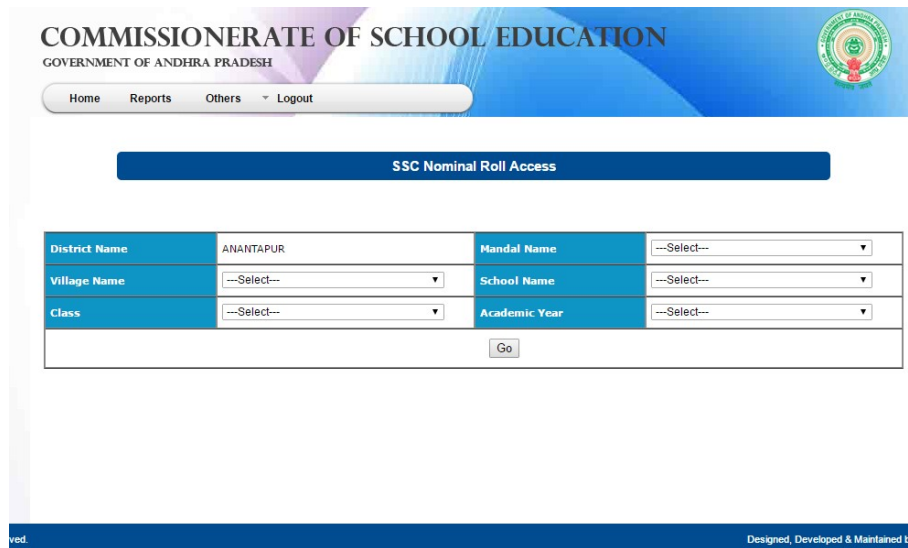 COMMISSIONERATE OF SCHOOL EDUCATION
GOVERNMENT OF ANDHRA PRADESH
Home Reports Others Logout
SSC Nominal Roll Access
District Name ANANTAPUR Mandal Name ---Select---
Village Name ---Select--- School Name ---Select---
Class ---Select--- Academic Year ---Select---
Go
ved. Designed, Developed & Maintained b